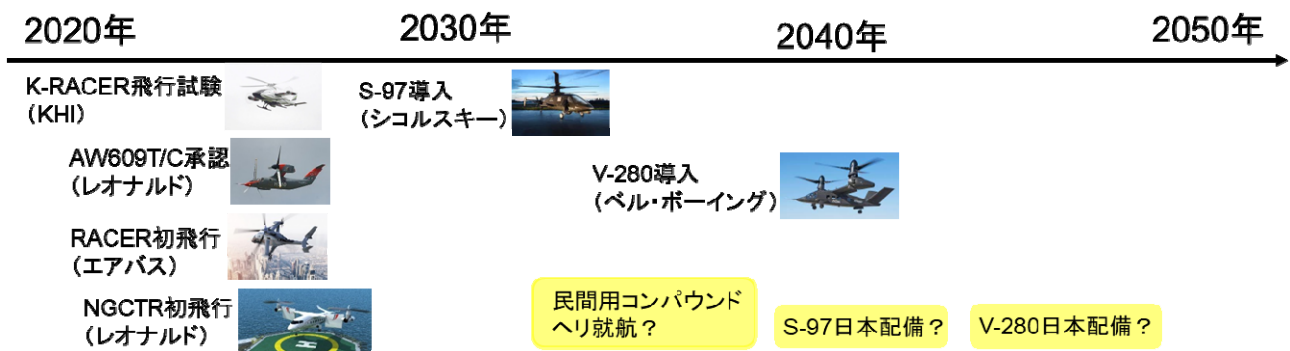 2020年
2030年
2040年
2050年
K-RACER飛行試験
(KHI)
S-97導入
(シコルスキー)
AW609T/C承認
(レオナルド)
V-280導入
(ベル・ボーイング)
RACER初飛行
(エアバス)
NGCTR初飛行
(レオナルド)
民間用コンパウンド
ヘリ就航？
S-97日本配備？
V-280日本配備？
H